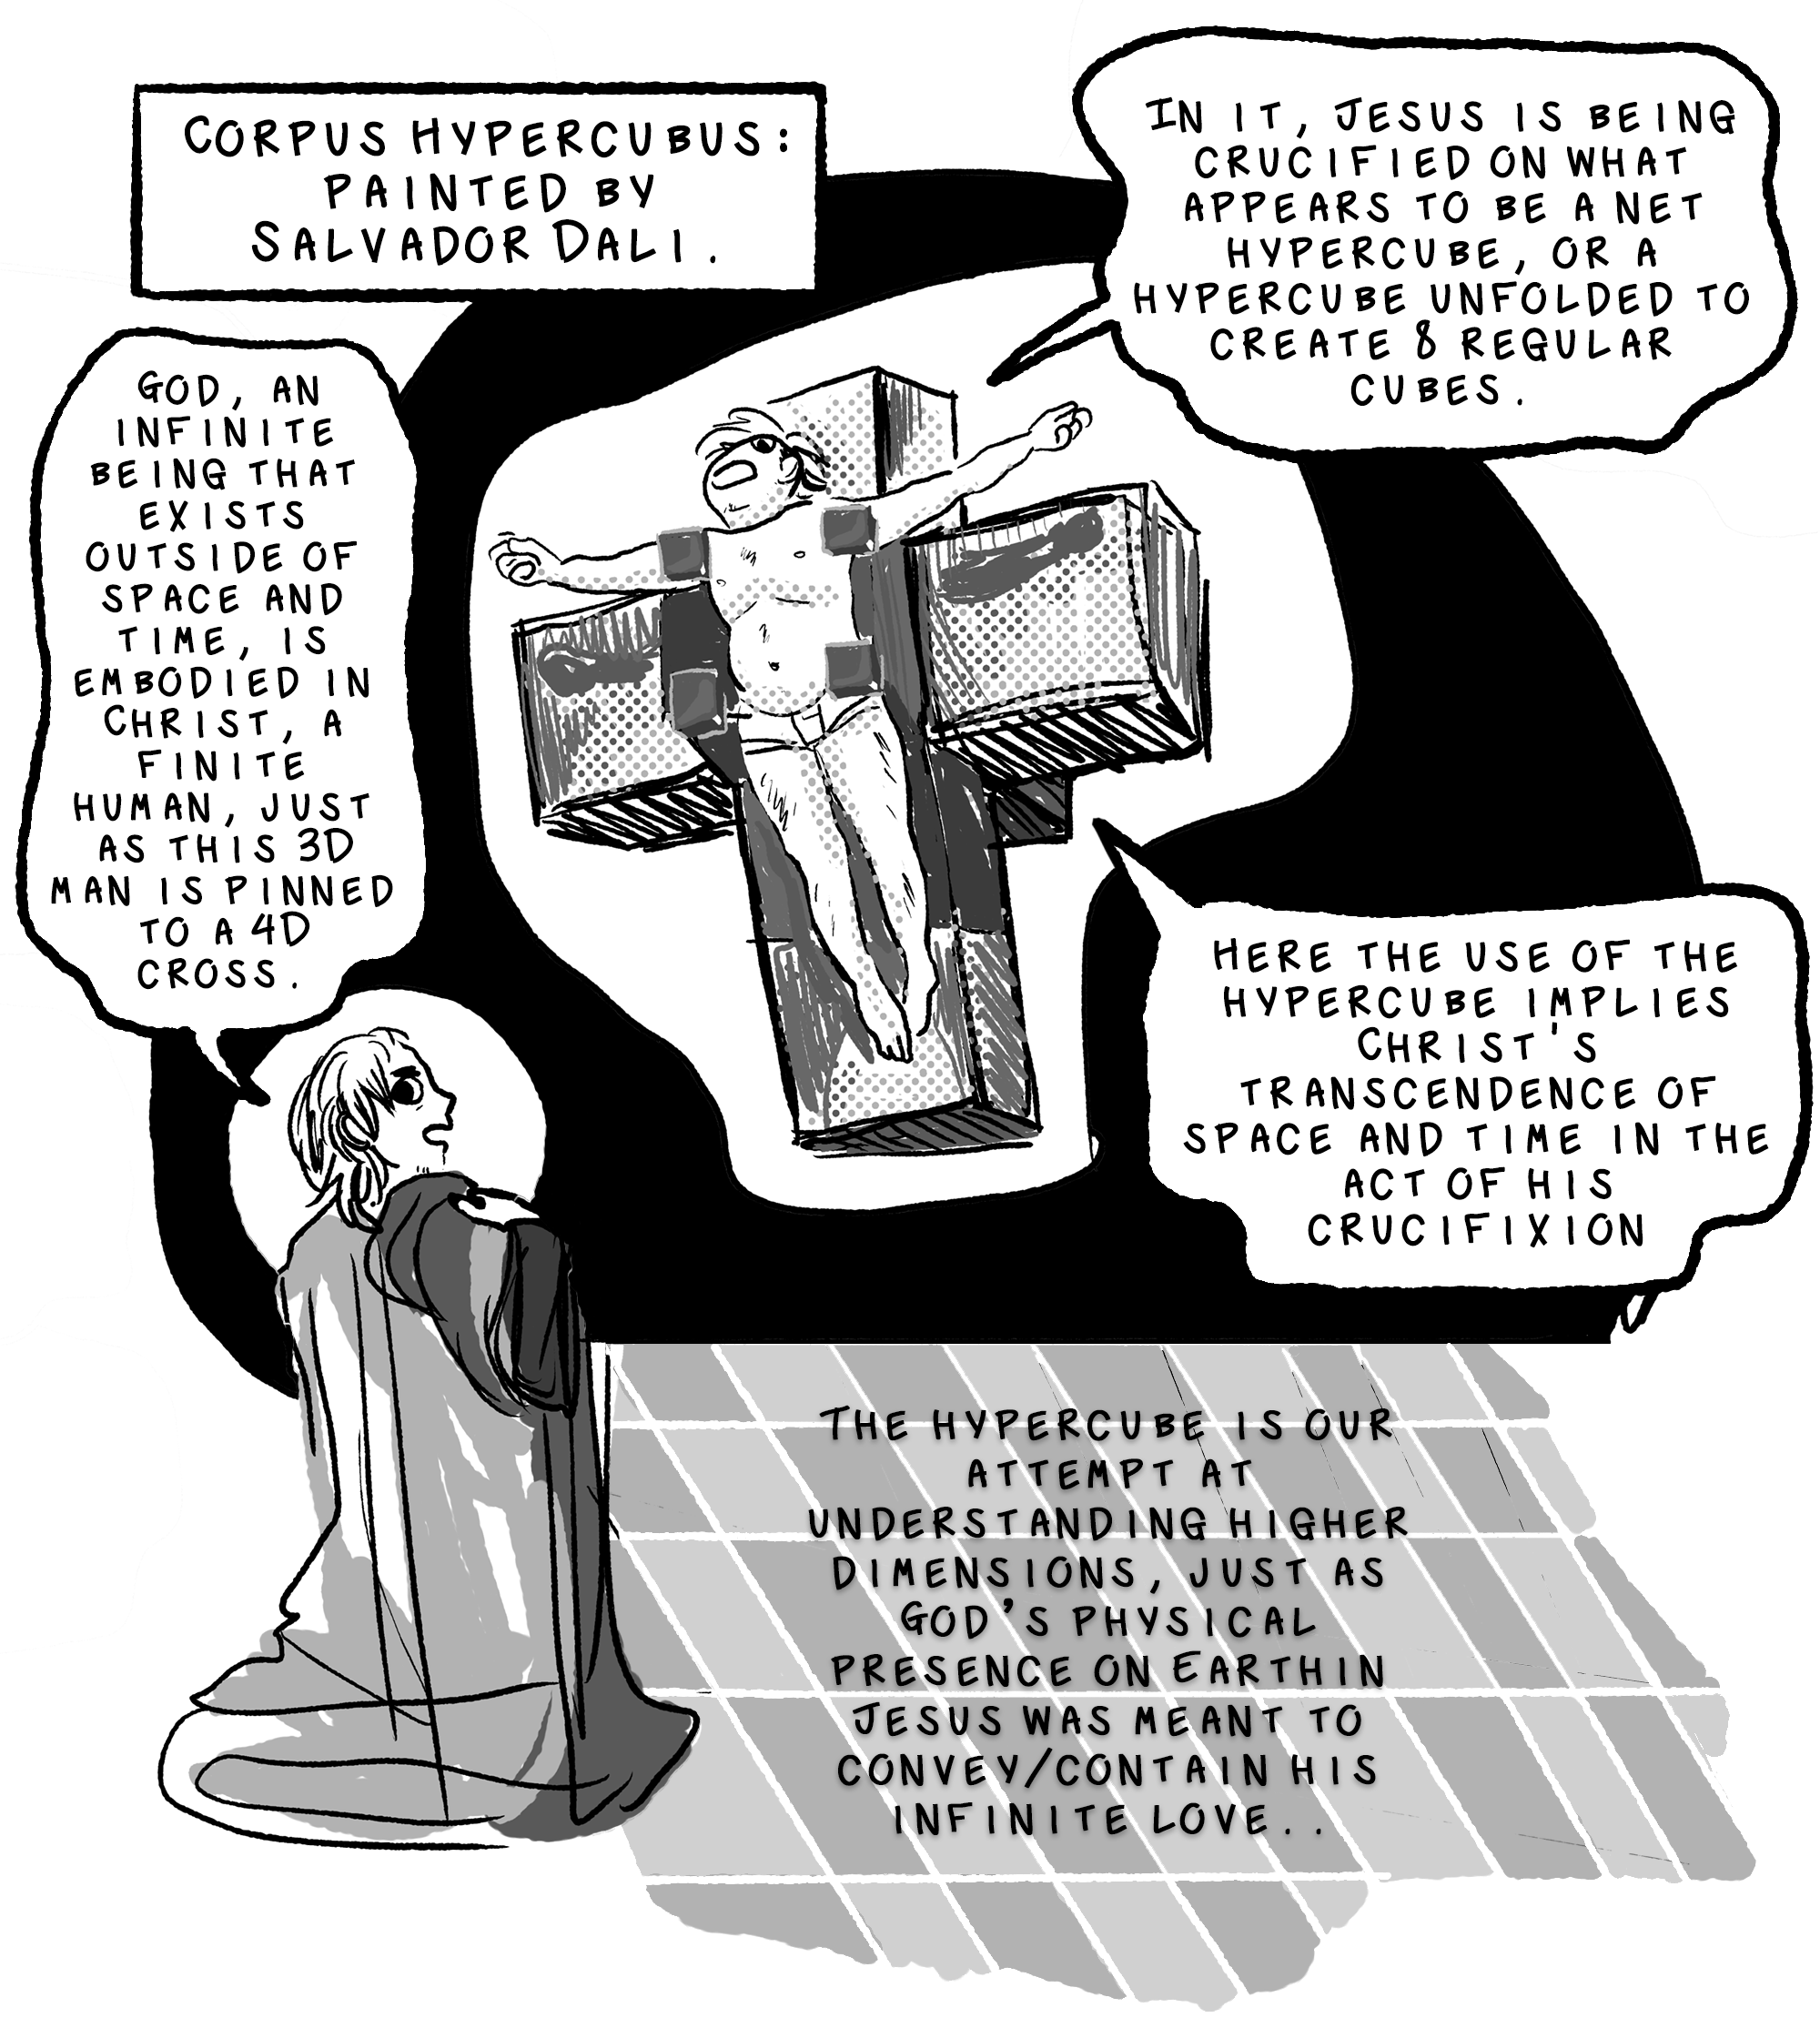 CORPUS HYPERCUBUS:
PAINTED BY
SALVADOR DALI.
IN IT, JESUS IS BEING
CRUCIFIED ON WHAT
APPEARS TO BE A NET
HYPERCUBE, OR A
HYPERCUBE UNFOLDED TO
CREATE 8 REGULAR
CUBES.
GOD, AN
INFINITE
BEING THAT
EXISTS
OUTSIDE OF
SPACE AND
TIME, IS
EMBODIED IN
CHRIST, A
FINITE
HUMAN, JUST
AS THIS 3D
MAN IS PINNED
TO A 4D
CROSS.
HERE THE USE OF THE
HYPERCUBE IMPLIES
CHRIST'S
TRANSCENDENCE OF
SPACE AND TIME IN THE
ACT OF HIS
CRUCIFIXION
THE HYPERCUBE IS OUR
ATTEMPT AT
UNDERSTANDING HIGHER
DIMENSIONS, JUST AS
GOD'S PHYSICAL
PRESENCE ON EARTHIN
JESUS WAS MEANT TO
CONVEY/CONTAIN HIS
INFINITE LOVE..